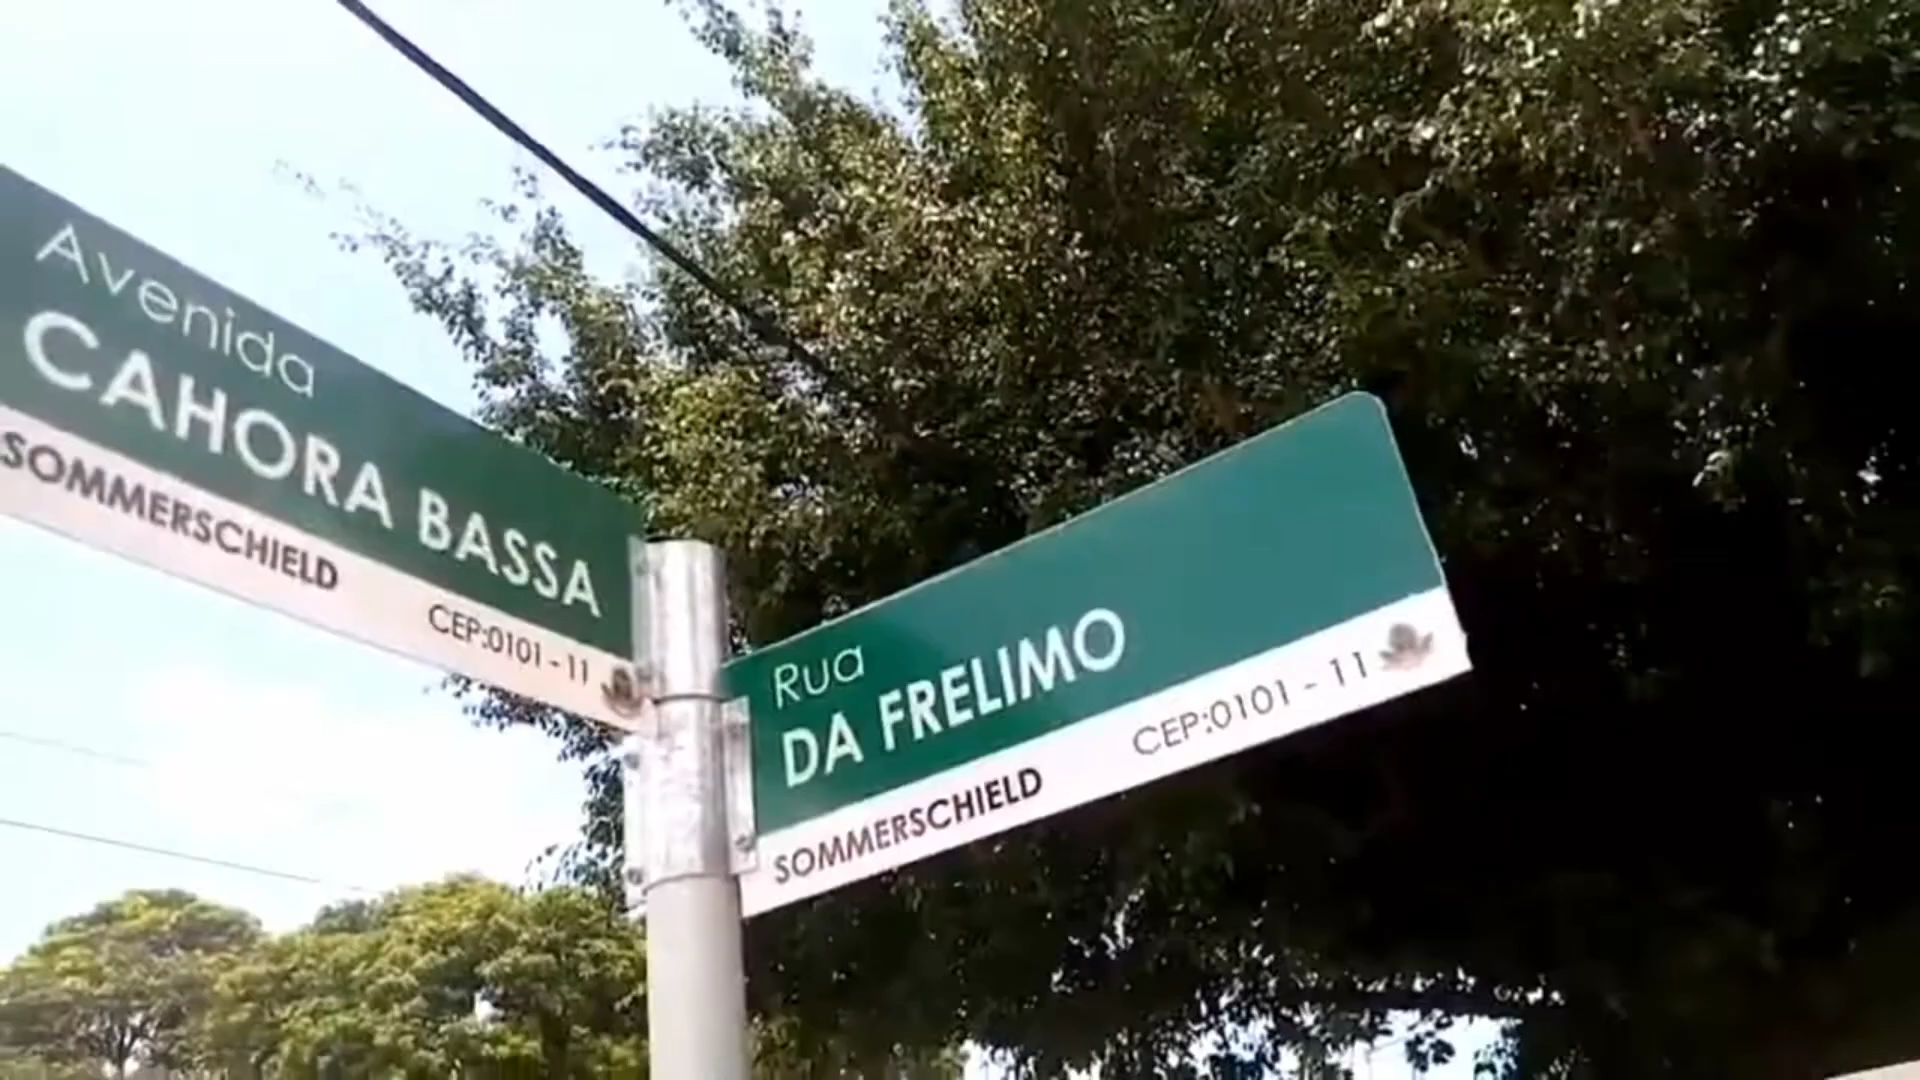 Avenida
CAHORA BASSA
SOMMERSCHIELD
CEP:0101 - 11
Rua
DA FRELIMO
SOMMERSCHIELD
CEP:0101 - 11